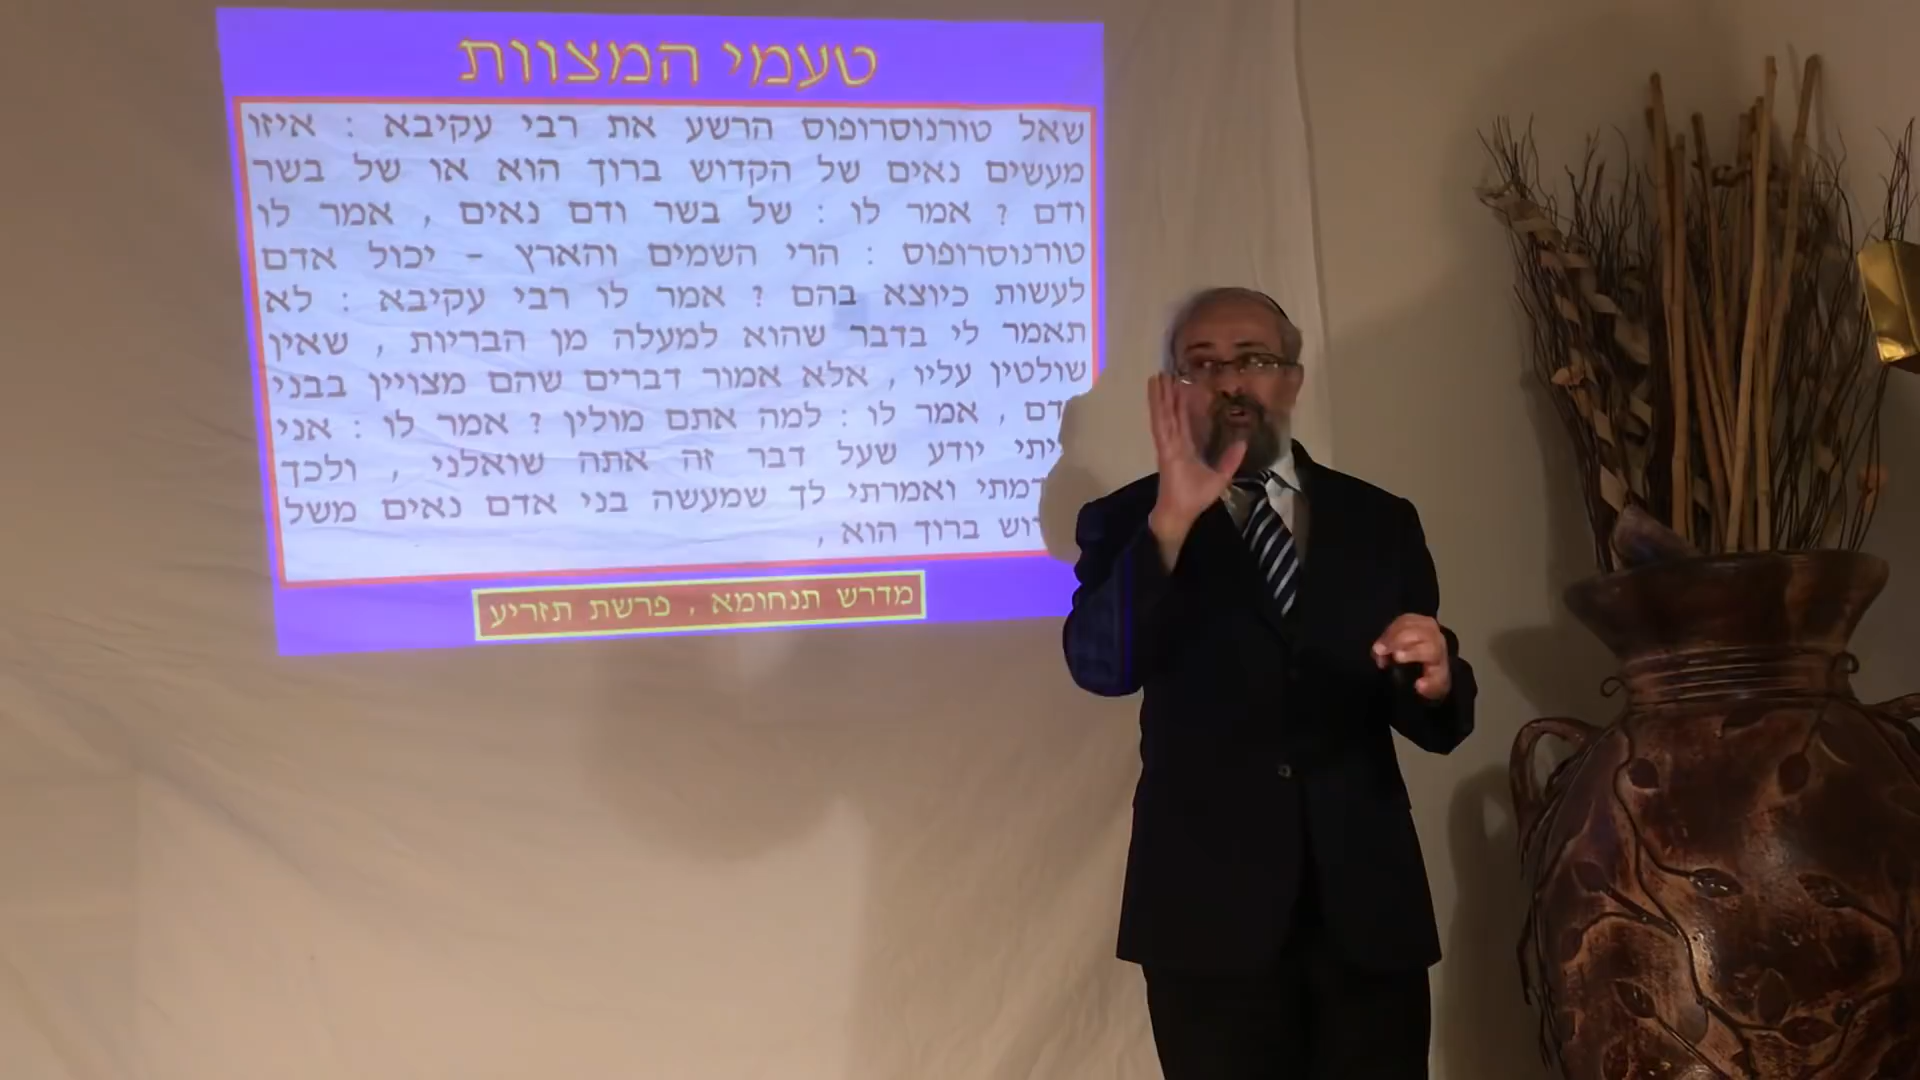 טעמי המצוות
שאל טורנוסרופוס הרשע את רבי עקיבא : איזו
מעשים נאים של הקדוש ברוך הוא או של בשר
ודם ? אמר לו : של בשר ודם נאים , אמר לו
טורנוסרופוס : הרי השמים והארץ - יכול אדם
לעשות כיוצא בהם ? אמר לו רבי עקיבא : לא
תאמר לי בדבר שהוא למעלה מן הבריות , שאין
שולטין עליו , אלא אמור דברים שהם מצויין בבני
דם , אמר לו : למה אתם מולין ? אמר לו : אני
יתי יודע שעל דבר זה אתה שואלני , ולכך
דמתי ואמרתי לך שמעשה בני אדם נאים משל
דוש ברוך הוא ,
מדרש תנחומא , פרשת תזריע